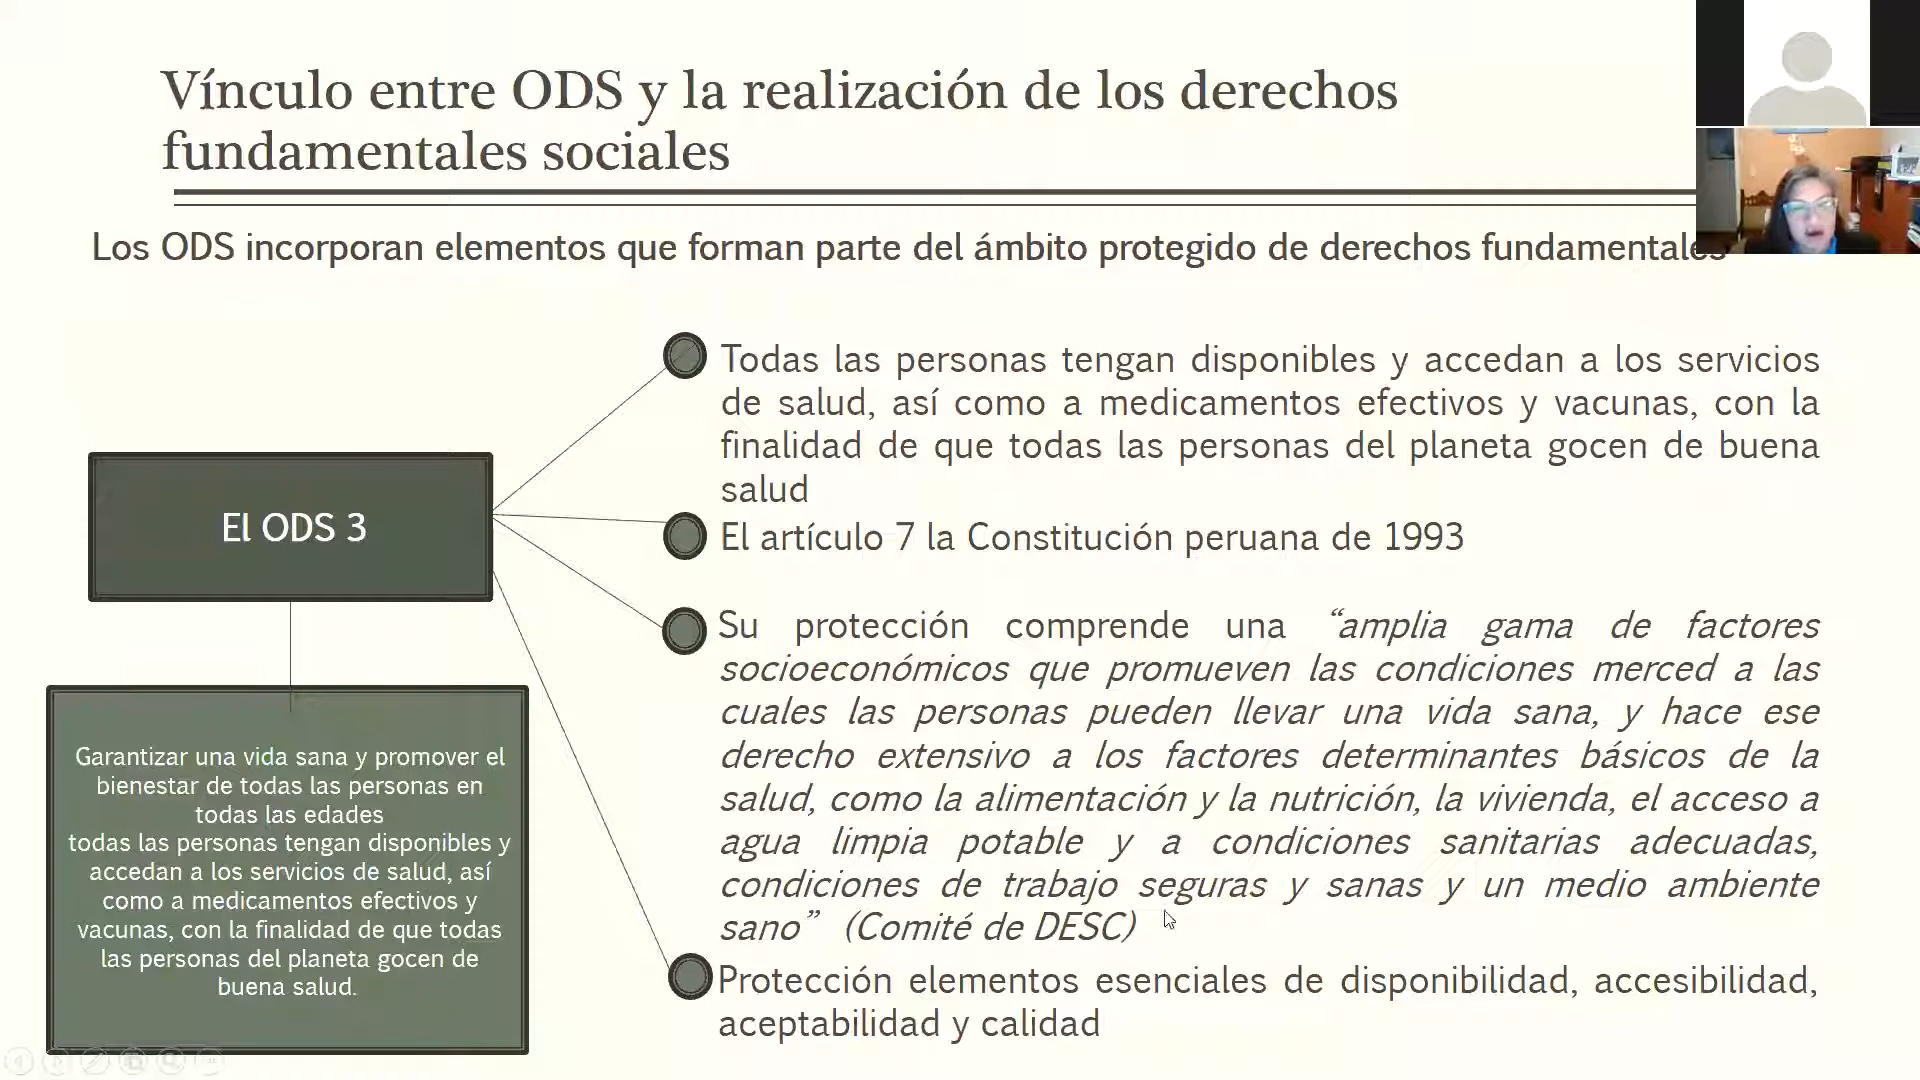 Vínculo entre ODS y la realización de los derechos
fundamentales sociales
Los ODS incorporan elementos que forman parte del ámbito protegido de derechos fundamentales
El ODS 3
Garantizar una vida sana y promover el
bienestar de todas las personas en
todas las edades
todas las personas tengan disponibles y
accedan a los servicios de salud, así
como a medicamentos efectivos y
vacunas, con la finalidad de que todas
las personas del planeta gocen de
buena salud.
Todas las personas tengan disponibles y accedan a los servicios
de salud, así como a medicamentos efectivos y vacunas, con la
finalidad de que todas las personas del planeta gocen de buena
salud
El artículo 7 la Constitución peruana de 1993
Su protección comprende una “amplia gama de factores
socioeconómicos que promueven las condiciones merced a las
cuales las personas pueden llevar una vida sana, y hace ese
derecho extensivo a los factores determinantes básicos de la
salud, como la alimentación y la nutrición, la vivienda, el acceso a
agua limpia potable y a condiciones sanitarias adecuadas,
condiciones de trabajo seguras y sanas y un medio ambiente
sano” (Comité de DESC)
Protección elementos esenciales de disponibilidad, accesibilidad,
aceptabilidad y calidad